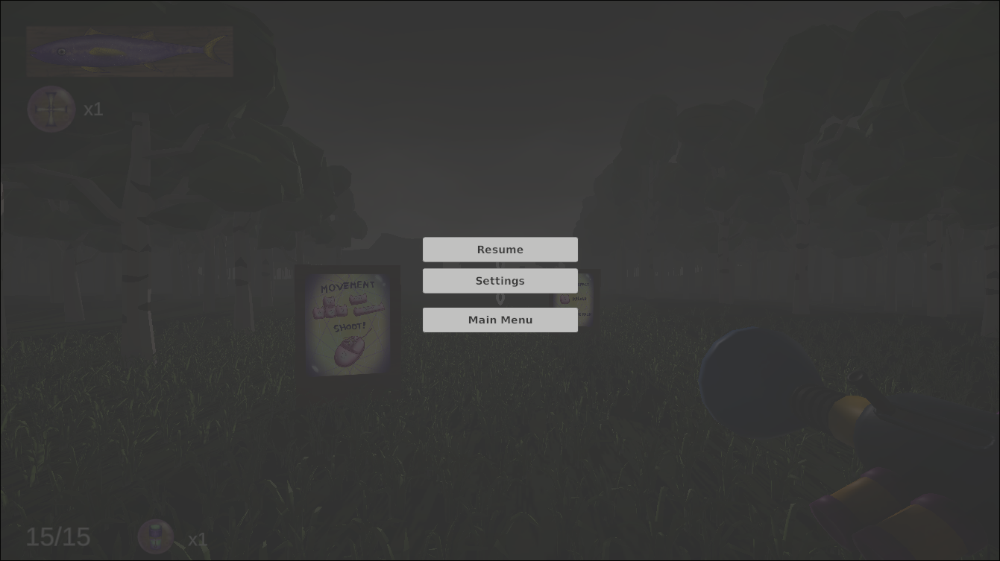 x1
Resume
Settings
MOVEMENT
SHOOT!
Main Menu
15/15
x1